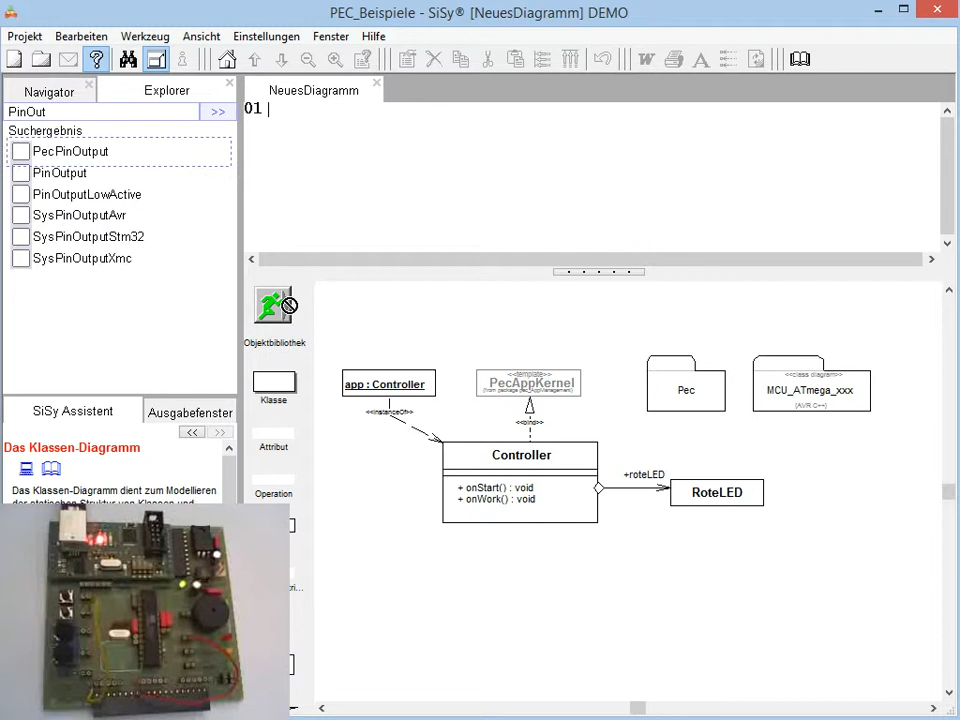 PEC_Beispiele - SiSy® [NeuesDiagramm] DEMO
Projekt Bearbeiten Werkzeug Ansicht Einstellungen Fenster Hilfe
Navigator Explorer NeuesDiagramm
PinOut >>
01
Suchergebnis
PecPinOutput
PinOutput
PinOutputLowActive
SysPinOutputAvr
SysPinOutputStm32
SysPinOutputXmc
Objektbibliothek
Klasse
Attribut
Operation
app : Controller
<<instanceOf>>
<<template>>
PecAppKernel
<<bind>>
Pec
<<class diagram>>
MCU_ATmega_xxx
(AVR C++)
Controller
+ onStart() : void
+ onWork() : void
+roteLED
RoteLED
SiSy Assistent Ausgabefenster
<< >>
Das Klassen-Diagramm
Das Klassen-Diagramm dient zum Modellieren